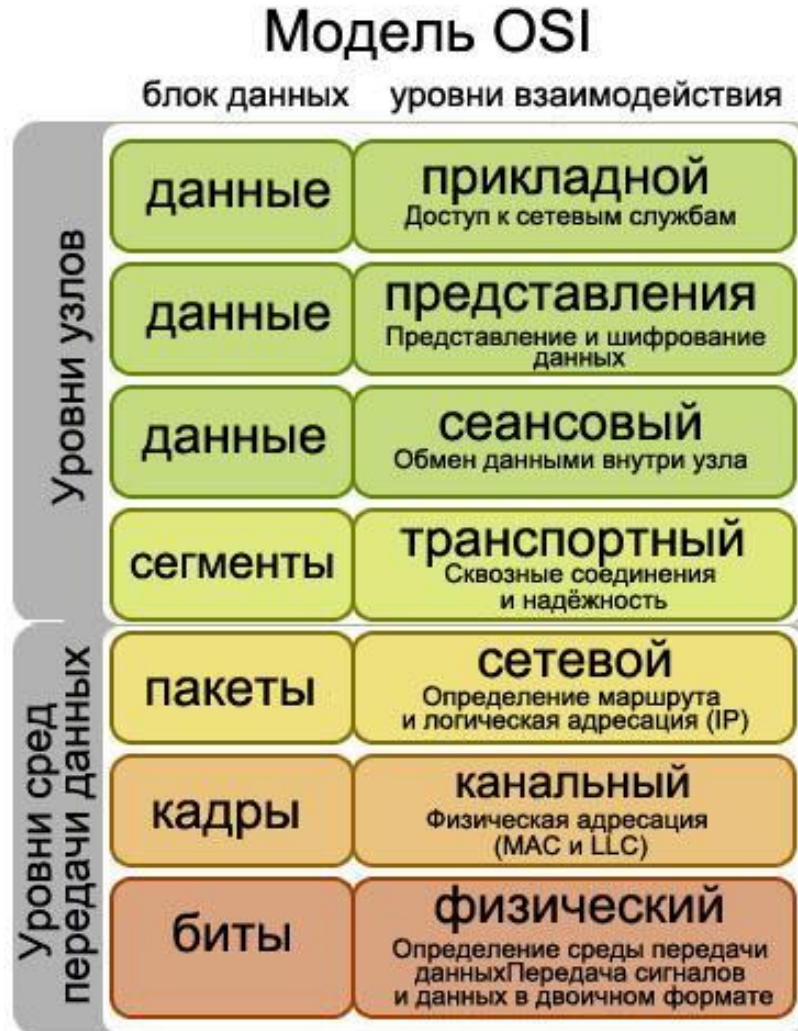 Модель OSI
блок данных уровни взаимодействия
Уровни узлов
данные
прикладной
Доступ к сетевым службам
данные
представления
Представление и шифрование
данных
данные
сеансовый
Обмен данными внутри узла
сегменты
транспортный
Сквозные соединения
и надёжность
Уровни сред
передачи данных
пакеты
сетевой
Определение маршрута
и логическая адресация (IP)
кадры
канальный
Физическая адресация
(MAC и LLC)
биты
физический
Определение среды передачи
данныхПередача сигналов
и данных в двоичном формате